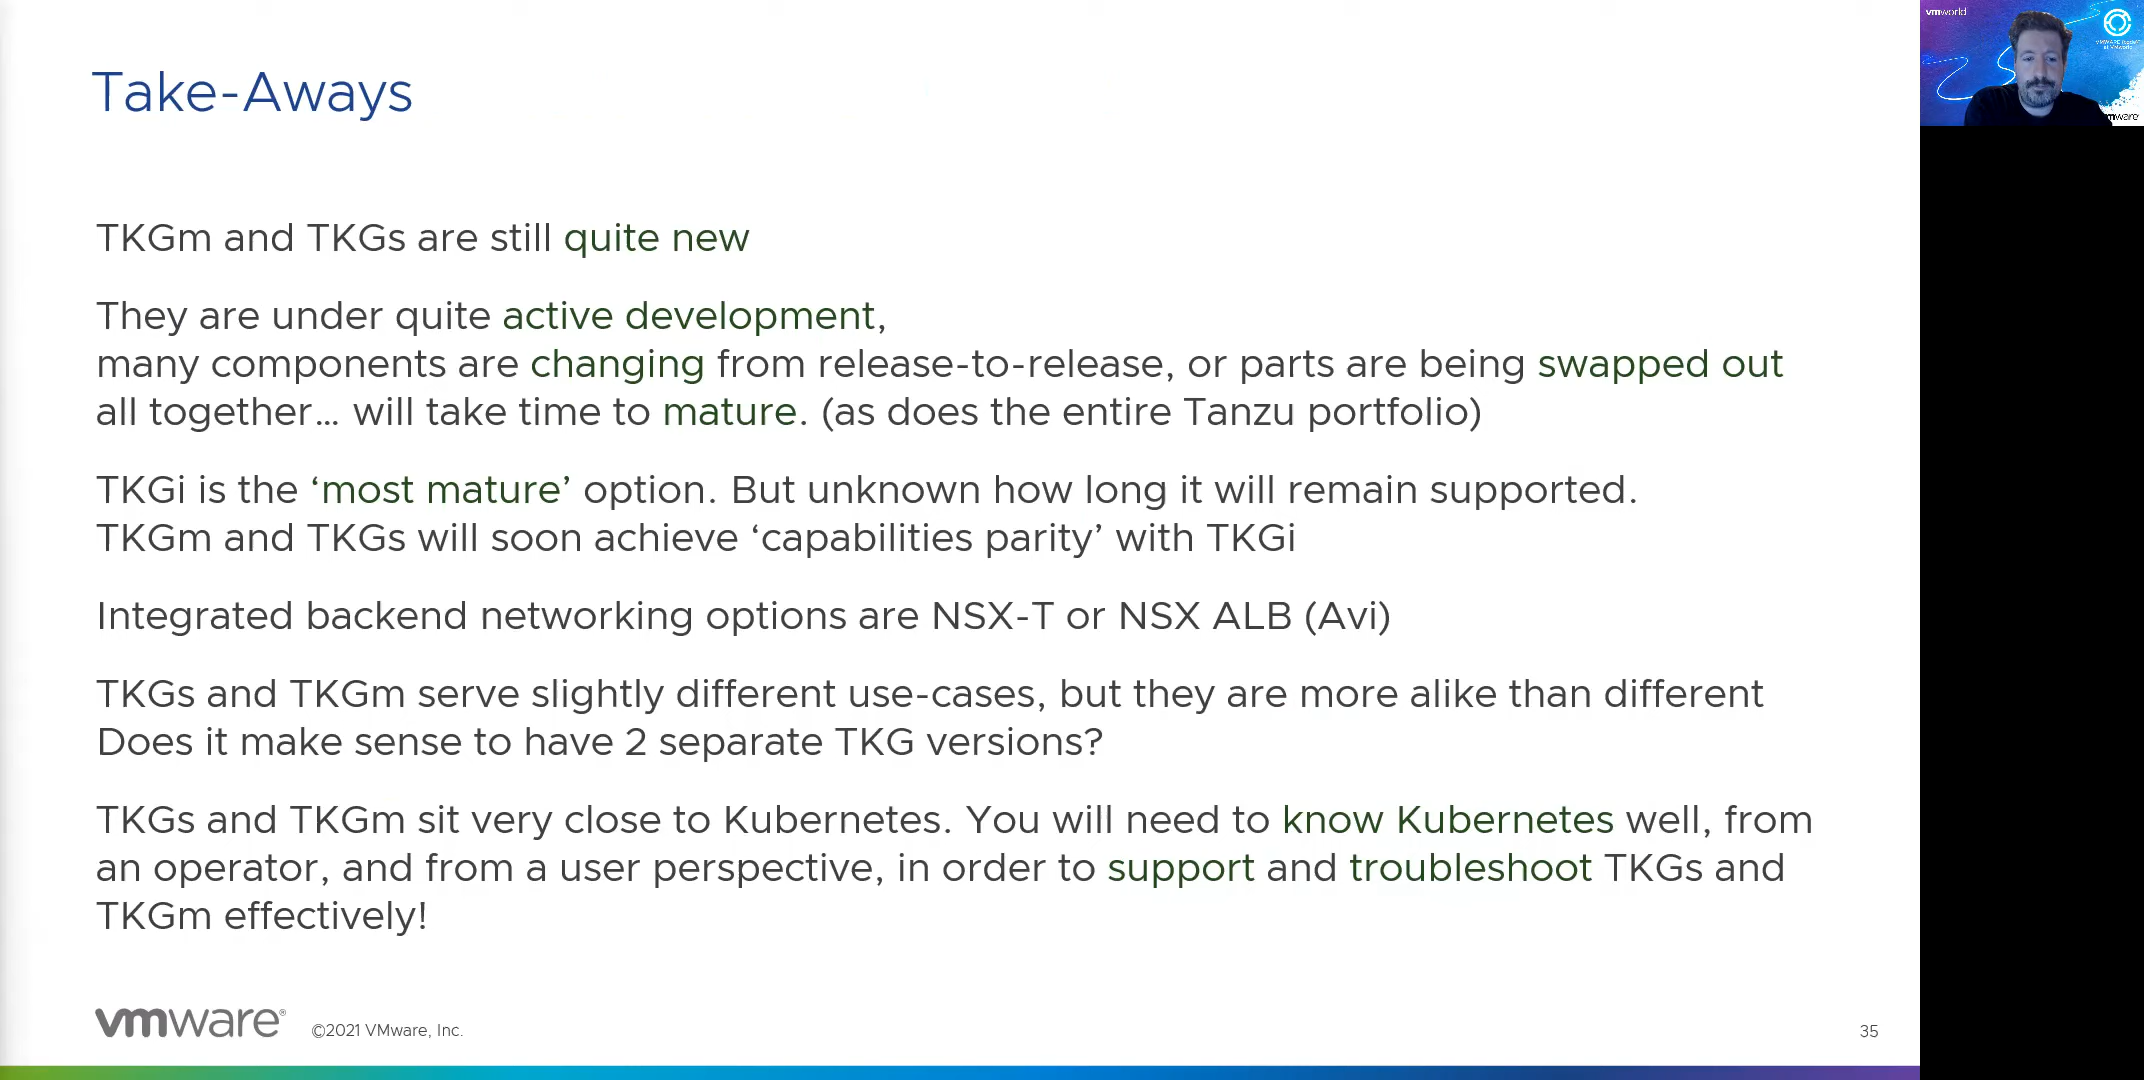 Take-Aways
TKGm and TKGs are still quite new
They are under quite active development,
many components are changing from release-to-release, or parts are being swapped out
all together… will take time to mature. (as does the entire Tanzu portfolio)
TKGi is the ‘most mature’ option. But unknown how long it will remain supported.
TKGm and TKGs will soon achieve ‘capabilities parity’ with TKGi
Integrated backend networking options are NSX-T or NSX ALB (Avi)
TKGs and TKGm serve slightly different use-cases, but they are more alike than different
Does it make sense to have 2 separate TKG versions?
TKGs and TKGm sit very close to Kubernetes. You will need to know Kubernetes well, from
an operator, and from a user perspective, in order to support and troubleshoot TKGs and
TKGm effectively!
vmware®
©2021 VMware, Inc.
35
vmworld
mware